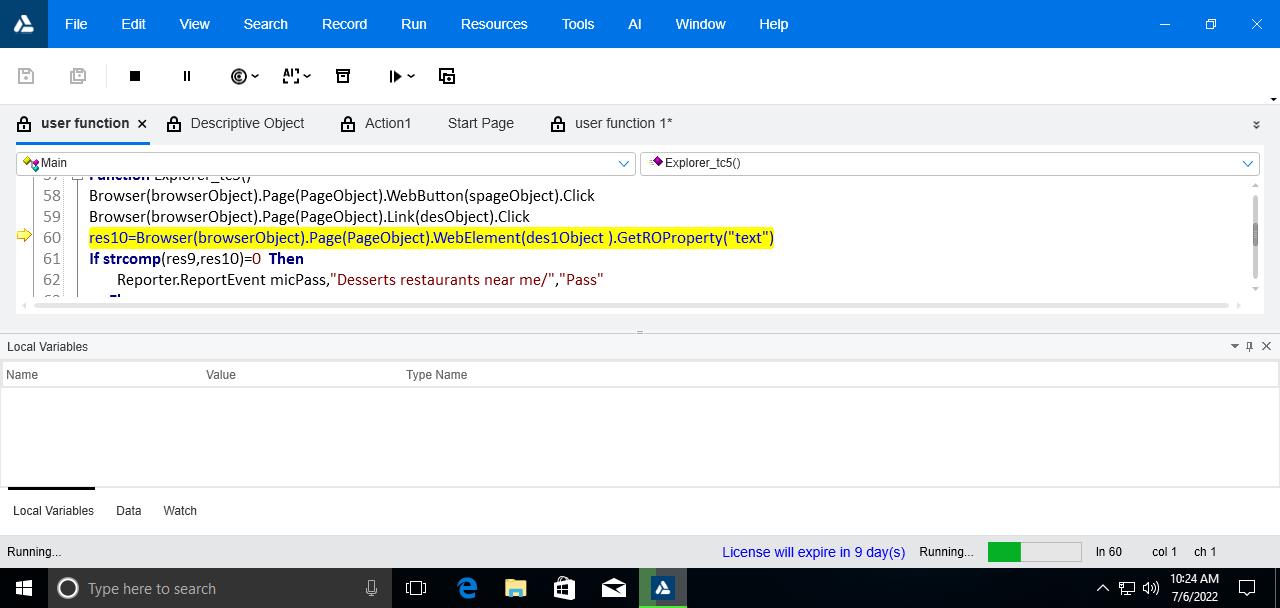 File Edit View Search Record Run Resources Tools AI Window Help
user function Descriptive Object Action1 Start Page user function 1*
Main Explorer_tc5()
57 Function Explorer_tc5()
58 Browser(browserObject).Page(PageObject).WebButton(spageObject).Click
59 Browser(browserObject).Page(PageObject).Link(desObject).Click
60 res10=Browser(browserObject).Page(PageObject).WebElement(des1Object ).GetROProperty("text")
61 If strcomp(res9,res10)=0 Then
62 Reporter.ReportEvent micPass,"Desserts restaurants near me/","Pass"
Local Variables
Name Value Type Name
Local Variables Data Watch
Running... License will expire in 9 day(s) Running... ln 60 col 1 ch 1
Type here to search 10:24 AM
7/6/2022